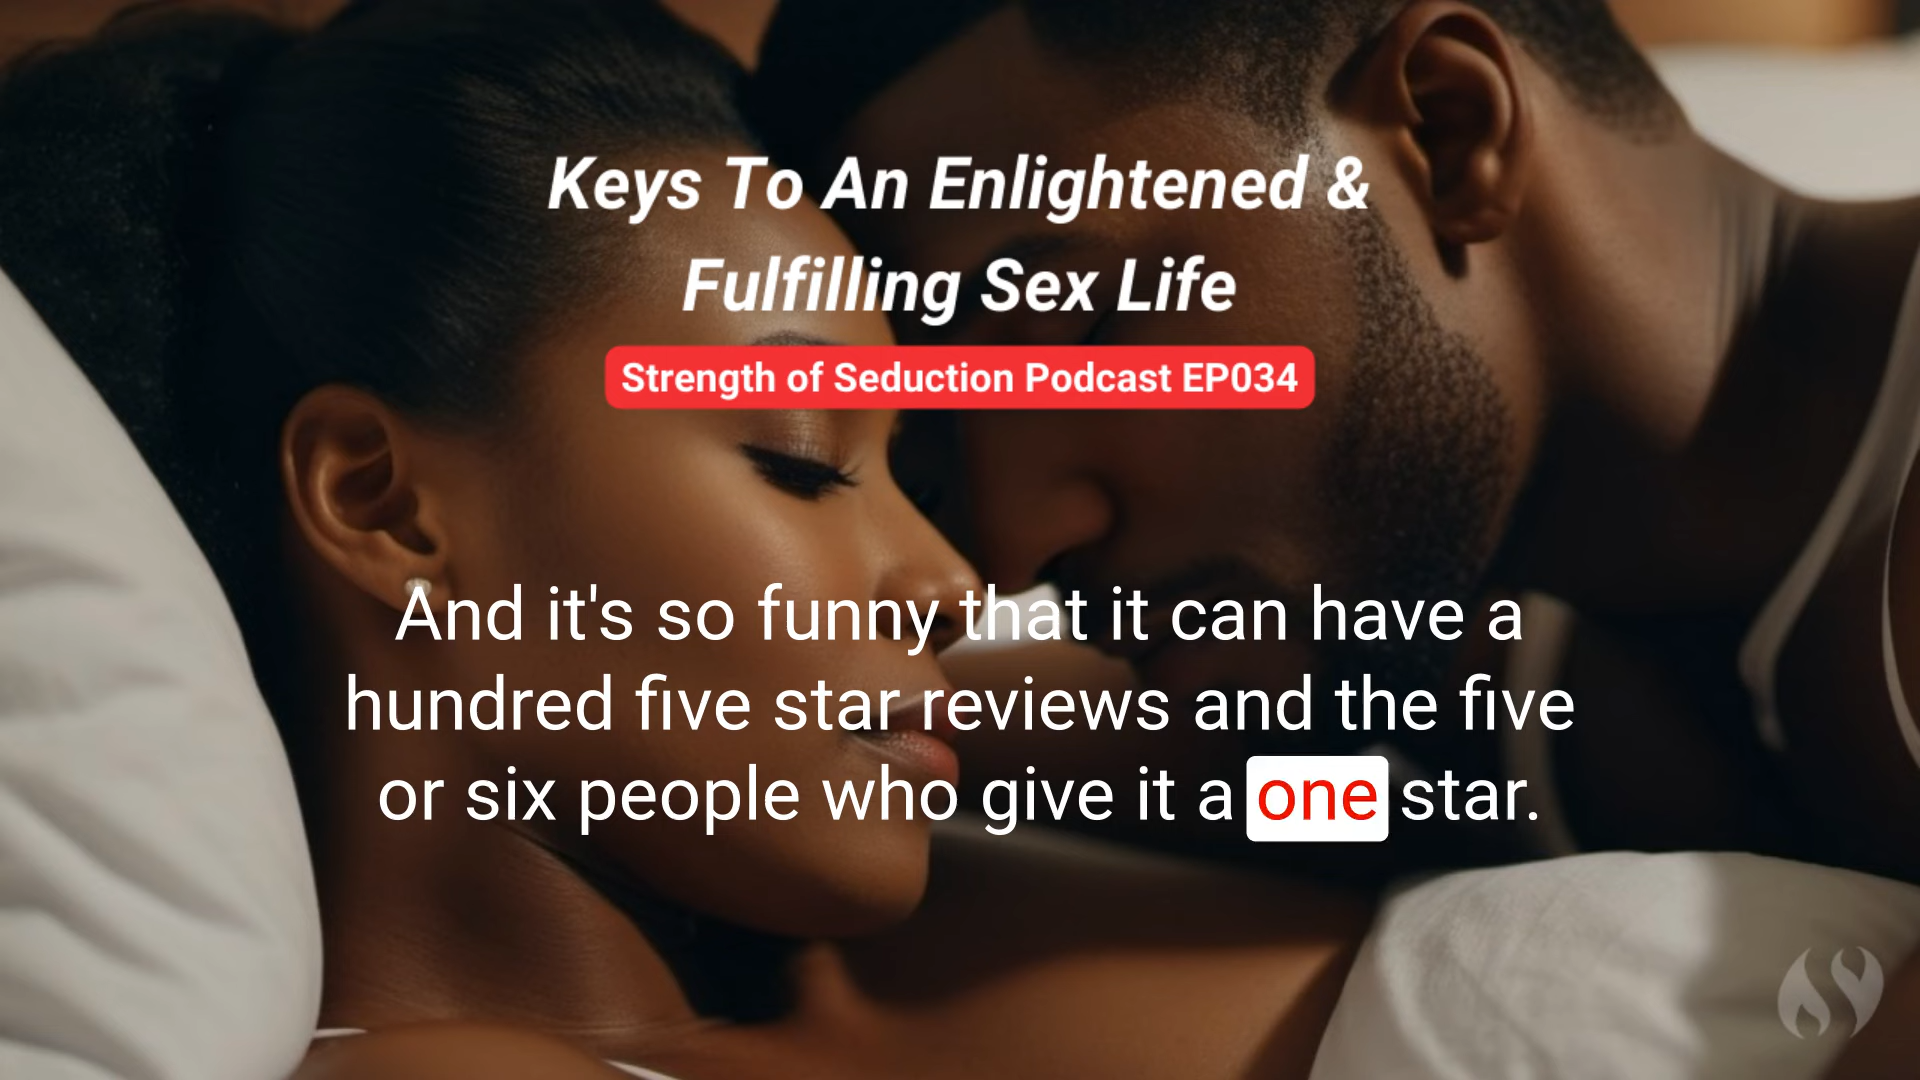 Keys To An Enlightened &
Fulfilling Sex Life
Strength of Seduction Podcast EP034
And it's so funny that it can have a
hundred five star reviews and the five
or six people who give it a one star.